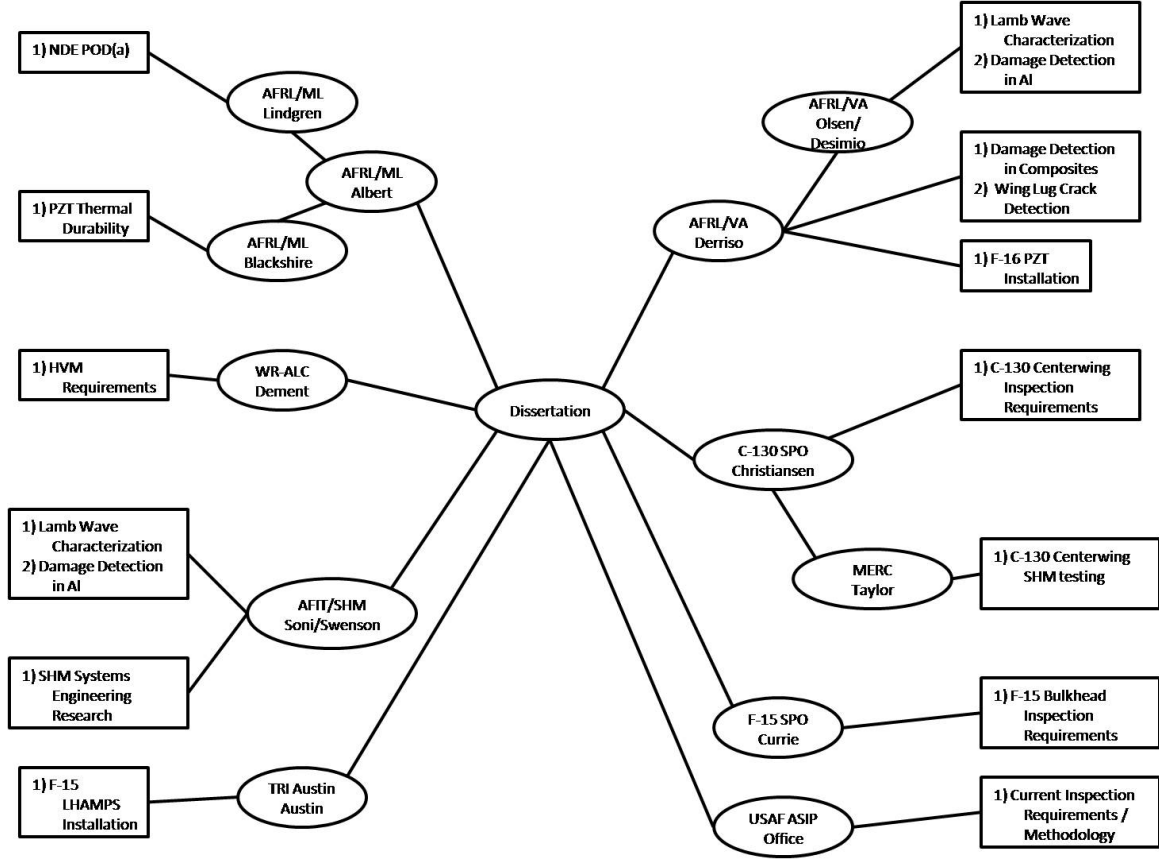 1) NDE POD(a)
AFRL/ML
Lindgren
AFRL/ML
Albert
1) PZT Thermal
Durability
AFRL/ML
Blackshire
1) HVM
Requirements
WR-ALC
Dement
Dissertation
1) Lamb Wave
Characterization
2) Damage Detection
in Al
AFIT/SHM
Soni/Swenson
1) SHM Systems
Engineering
Research
1) F-15
LHAMPS
Installation
TRI Austin
Austin
1) Lamb Wave
Characterization
2) Damage Detection
in Al
AFRL/VA
Olsen/
Desimio
1) Damage Detection
in Composites
2) Wing Lug Crack
Detection
AFRL/VA
Derriso
1) F-16 PZT
Installation
1) C-130 Centerwing
Inspection
Requirements
C-130 SPO
Christiansen
MERC
Taylor
1) C-130 Centerwing
SHM testing
F-15 SPO
Currie
1) F-15 Bulkhead
Inspection
Requirements
USAF ASIP
Office
1) Current Inspection
Requirements /
Methodology